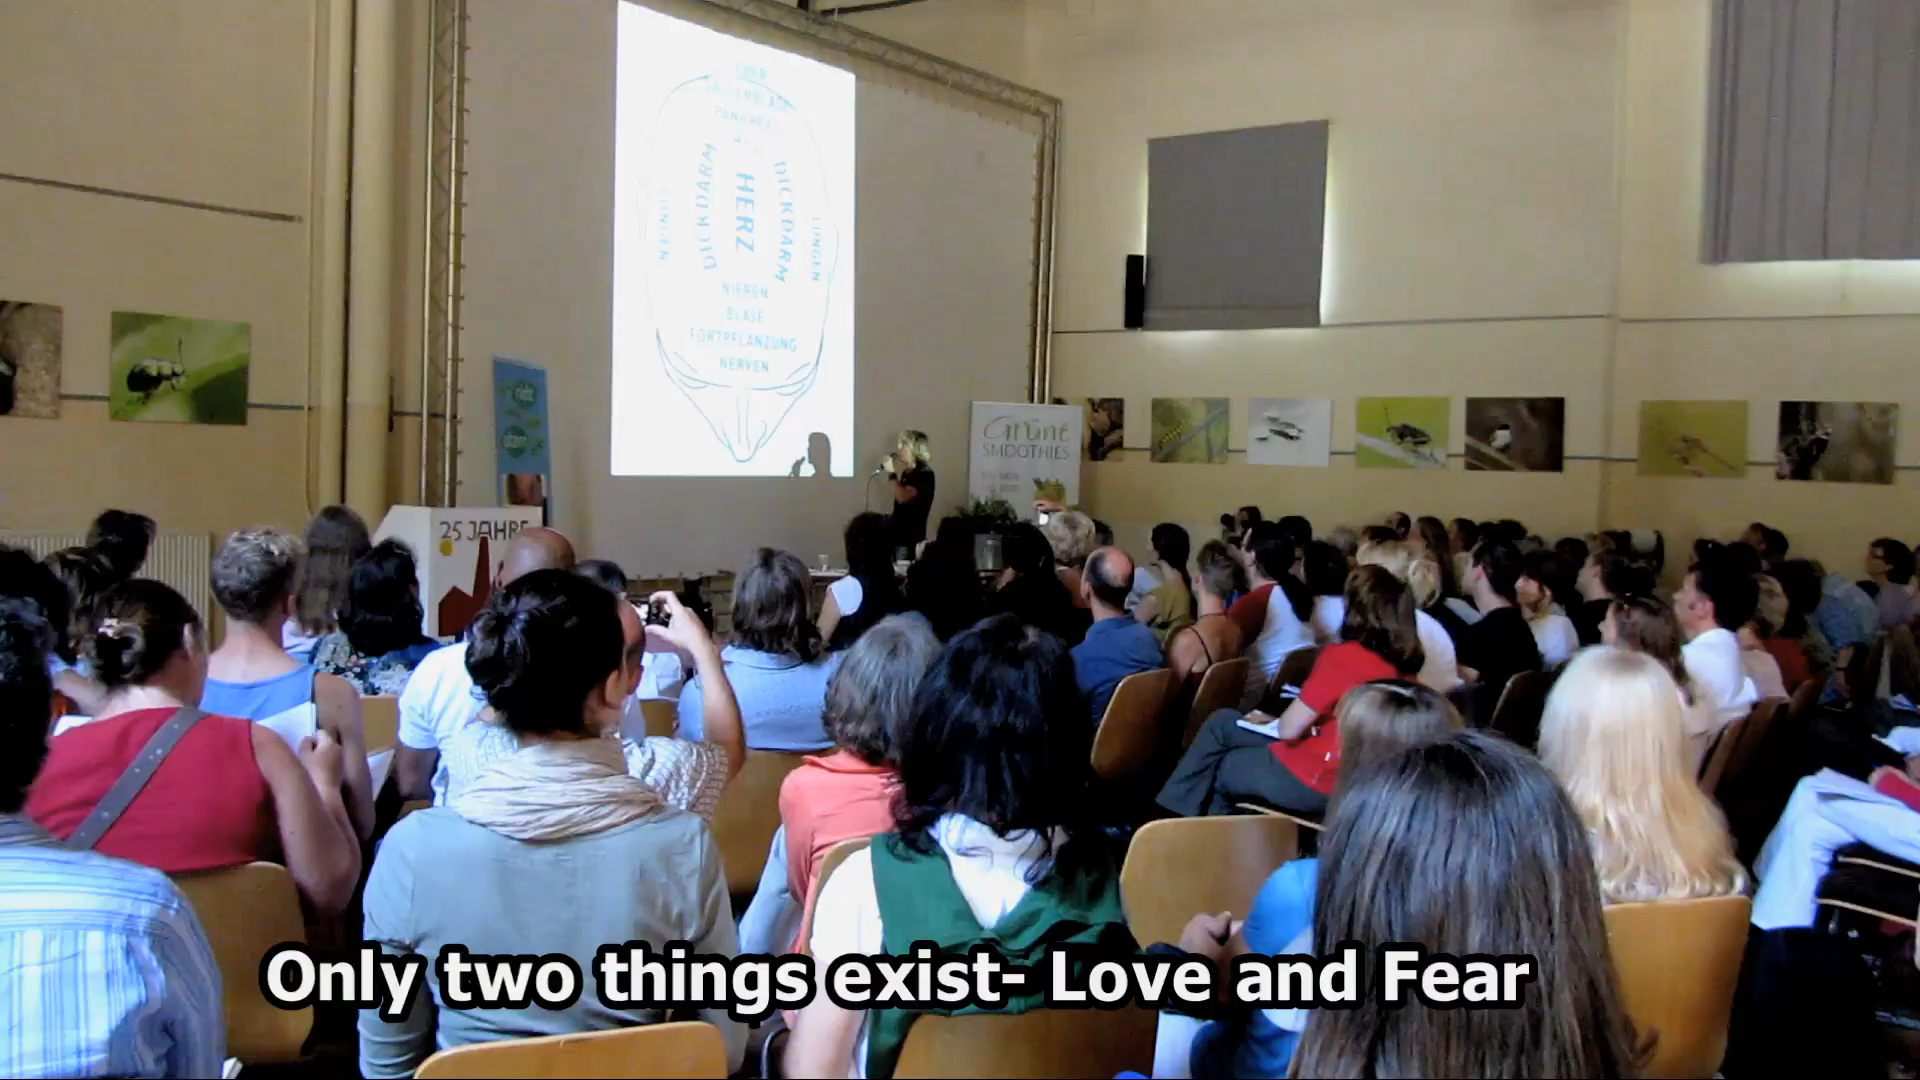 LEBER
GALLENBLASE
PANKREAS
MILZ
DICKDARM
HERZ
DICKDARM
LUNGEN
NIEREN
BLASE
FORTPFLANZUNG
NERVEN
Grüne
SMOOTHIES
25 JAHRE
Only two things exist- Love and Fear